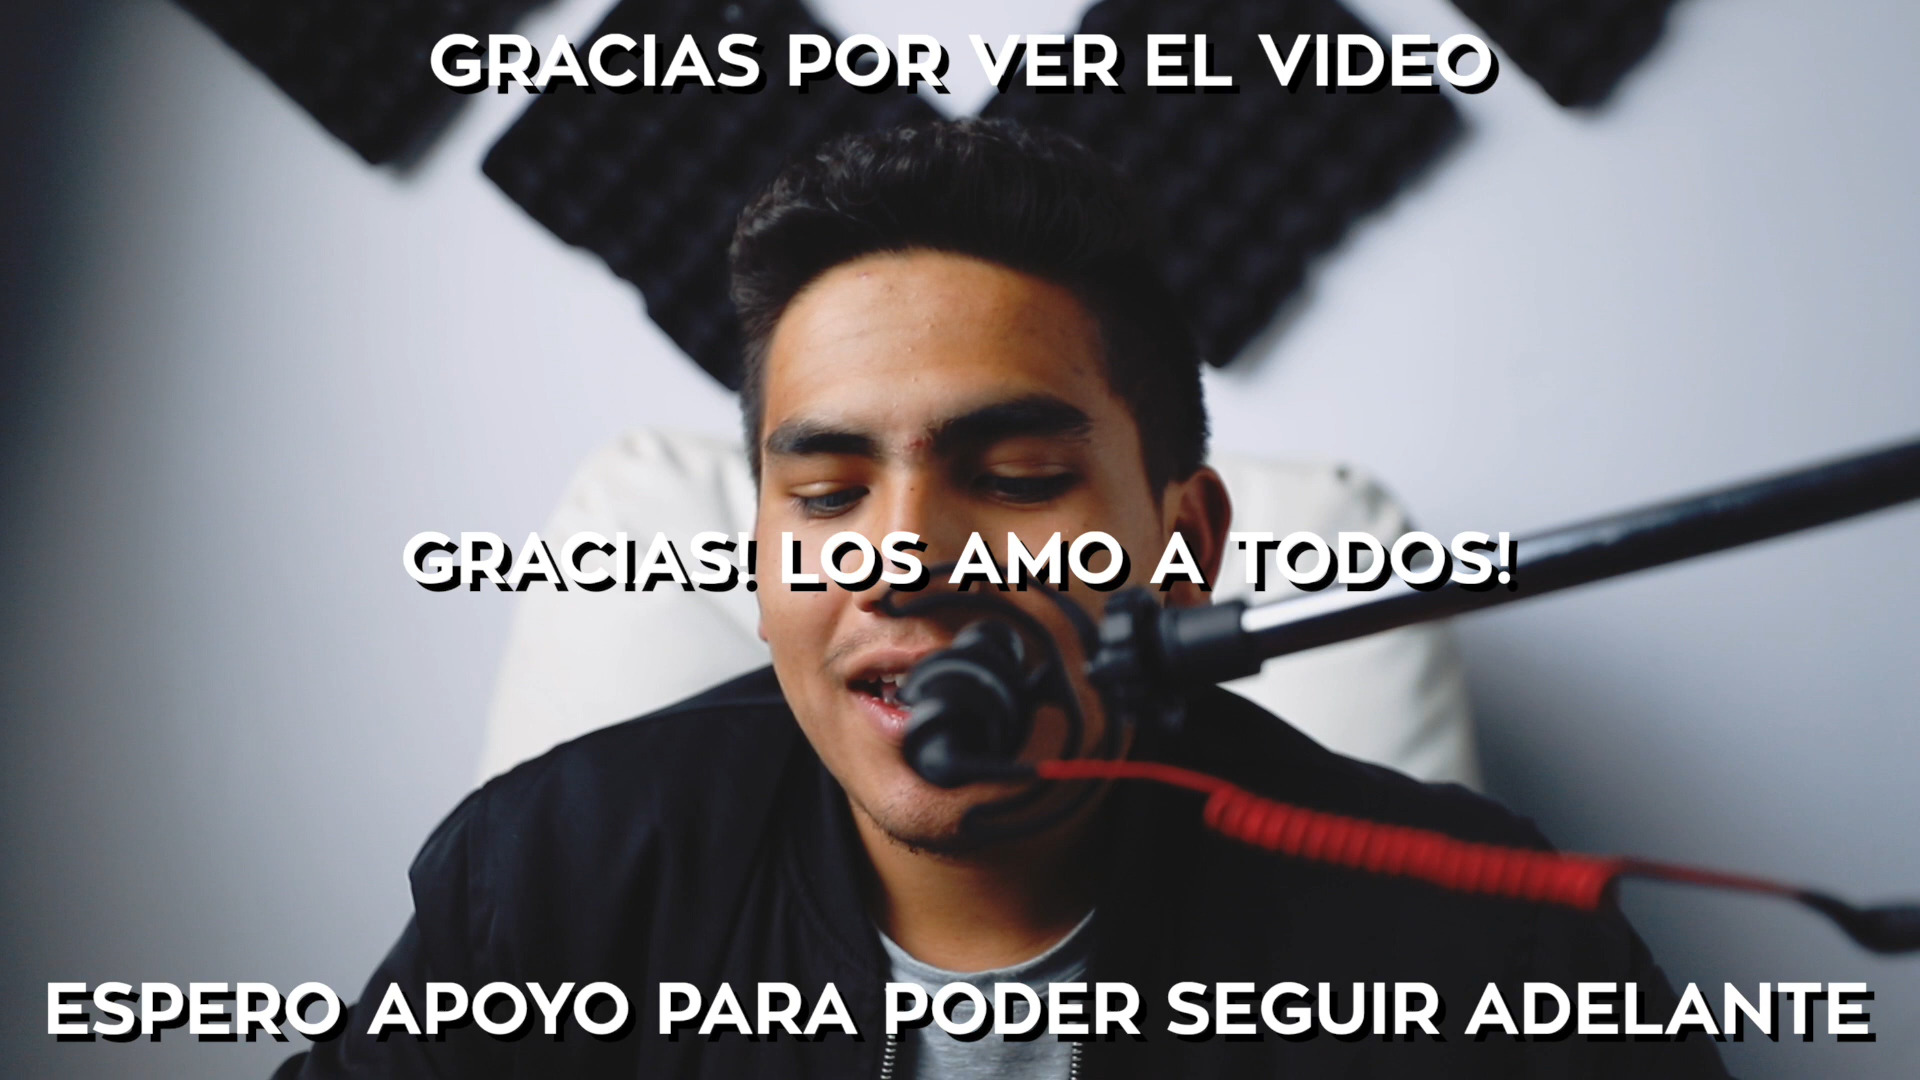 GRACIAS POR VER EL VIDEO
GRACIAS! LOS AMO A TODOS!
ESPERO APOYO PARA PODER SEGUIR ADELANTE